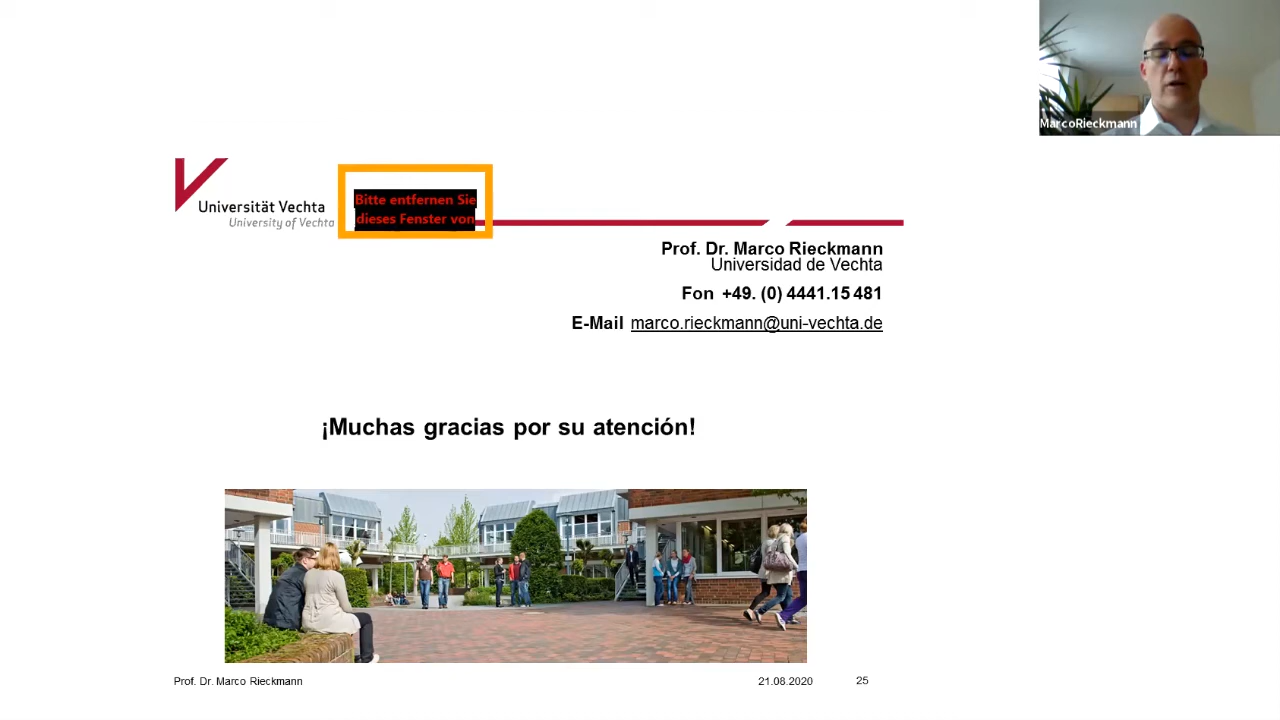 MarcoRieckmann
Universität Vechta
University of Vechta
Bitte entfernen Sie
dieses Fenster von
Prof. Dr. Marco Rieckmann
Universidad de Vechta
Fon +49. (0) 4441.15 481
E-Mail marco.rieckmann@uni-vechta.de
¡Muchas gracias por su atención!
Prof. Dr. Marco Rieckmann 21.08.2020 25